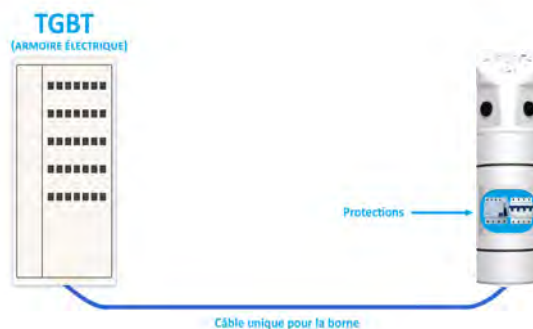 TGBT
(ARMOIRE ÉLECTRIQUE)
Protections
Câble unique pour la borne